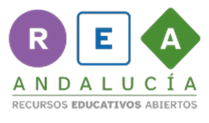 R E A
ANDALUCÍA
RECURSOS EDUCATIVOS ABIERTOS